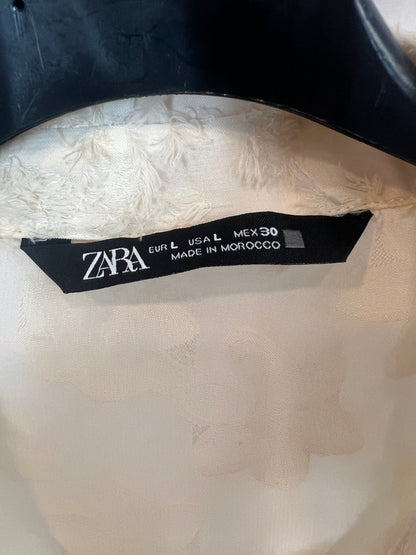 ZARA
EUR L USA L MEX 30
MADE IN MOROCCO